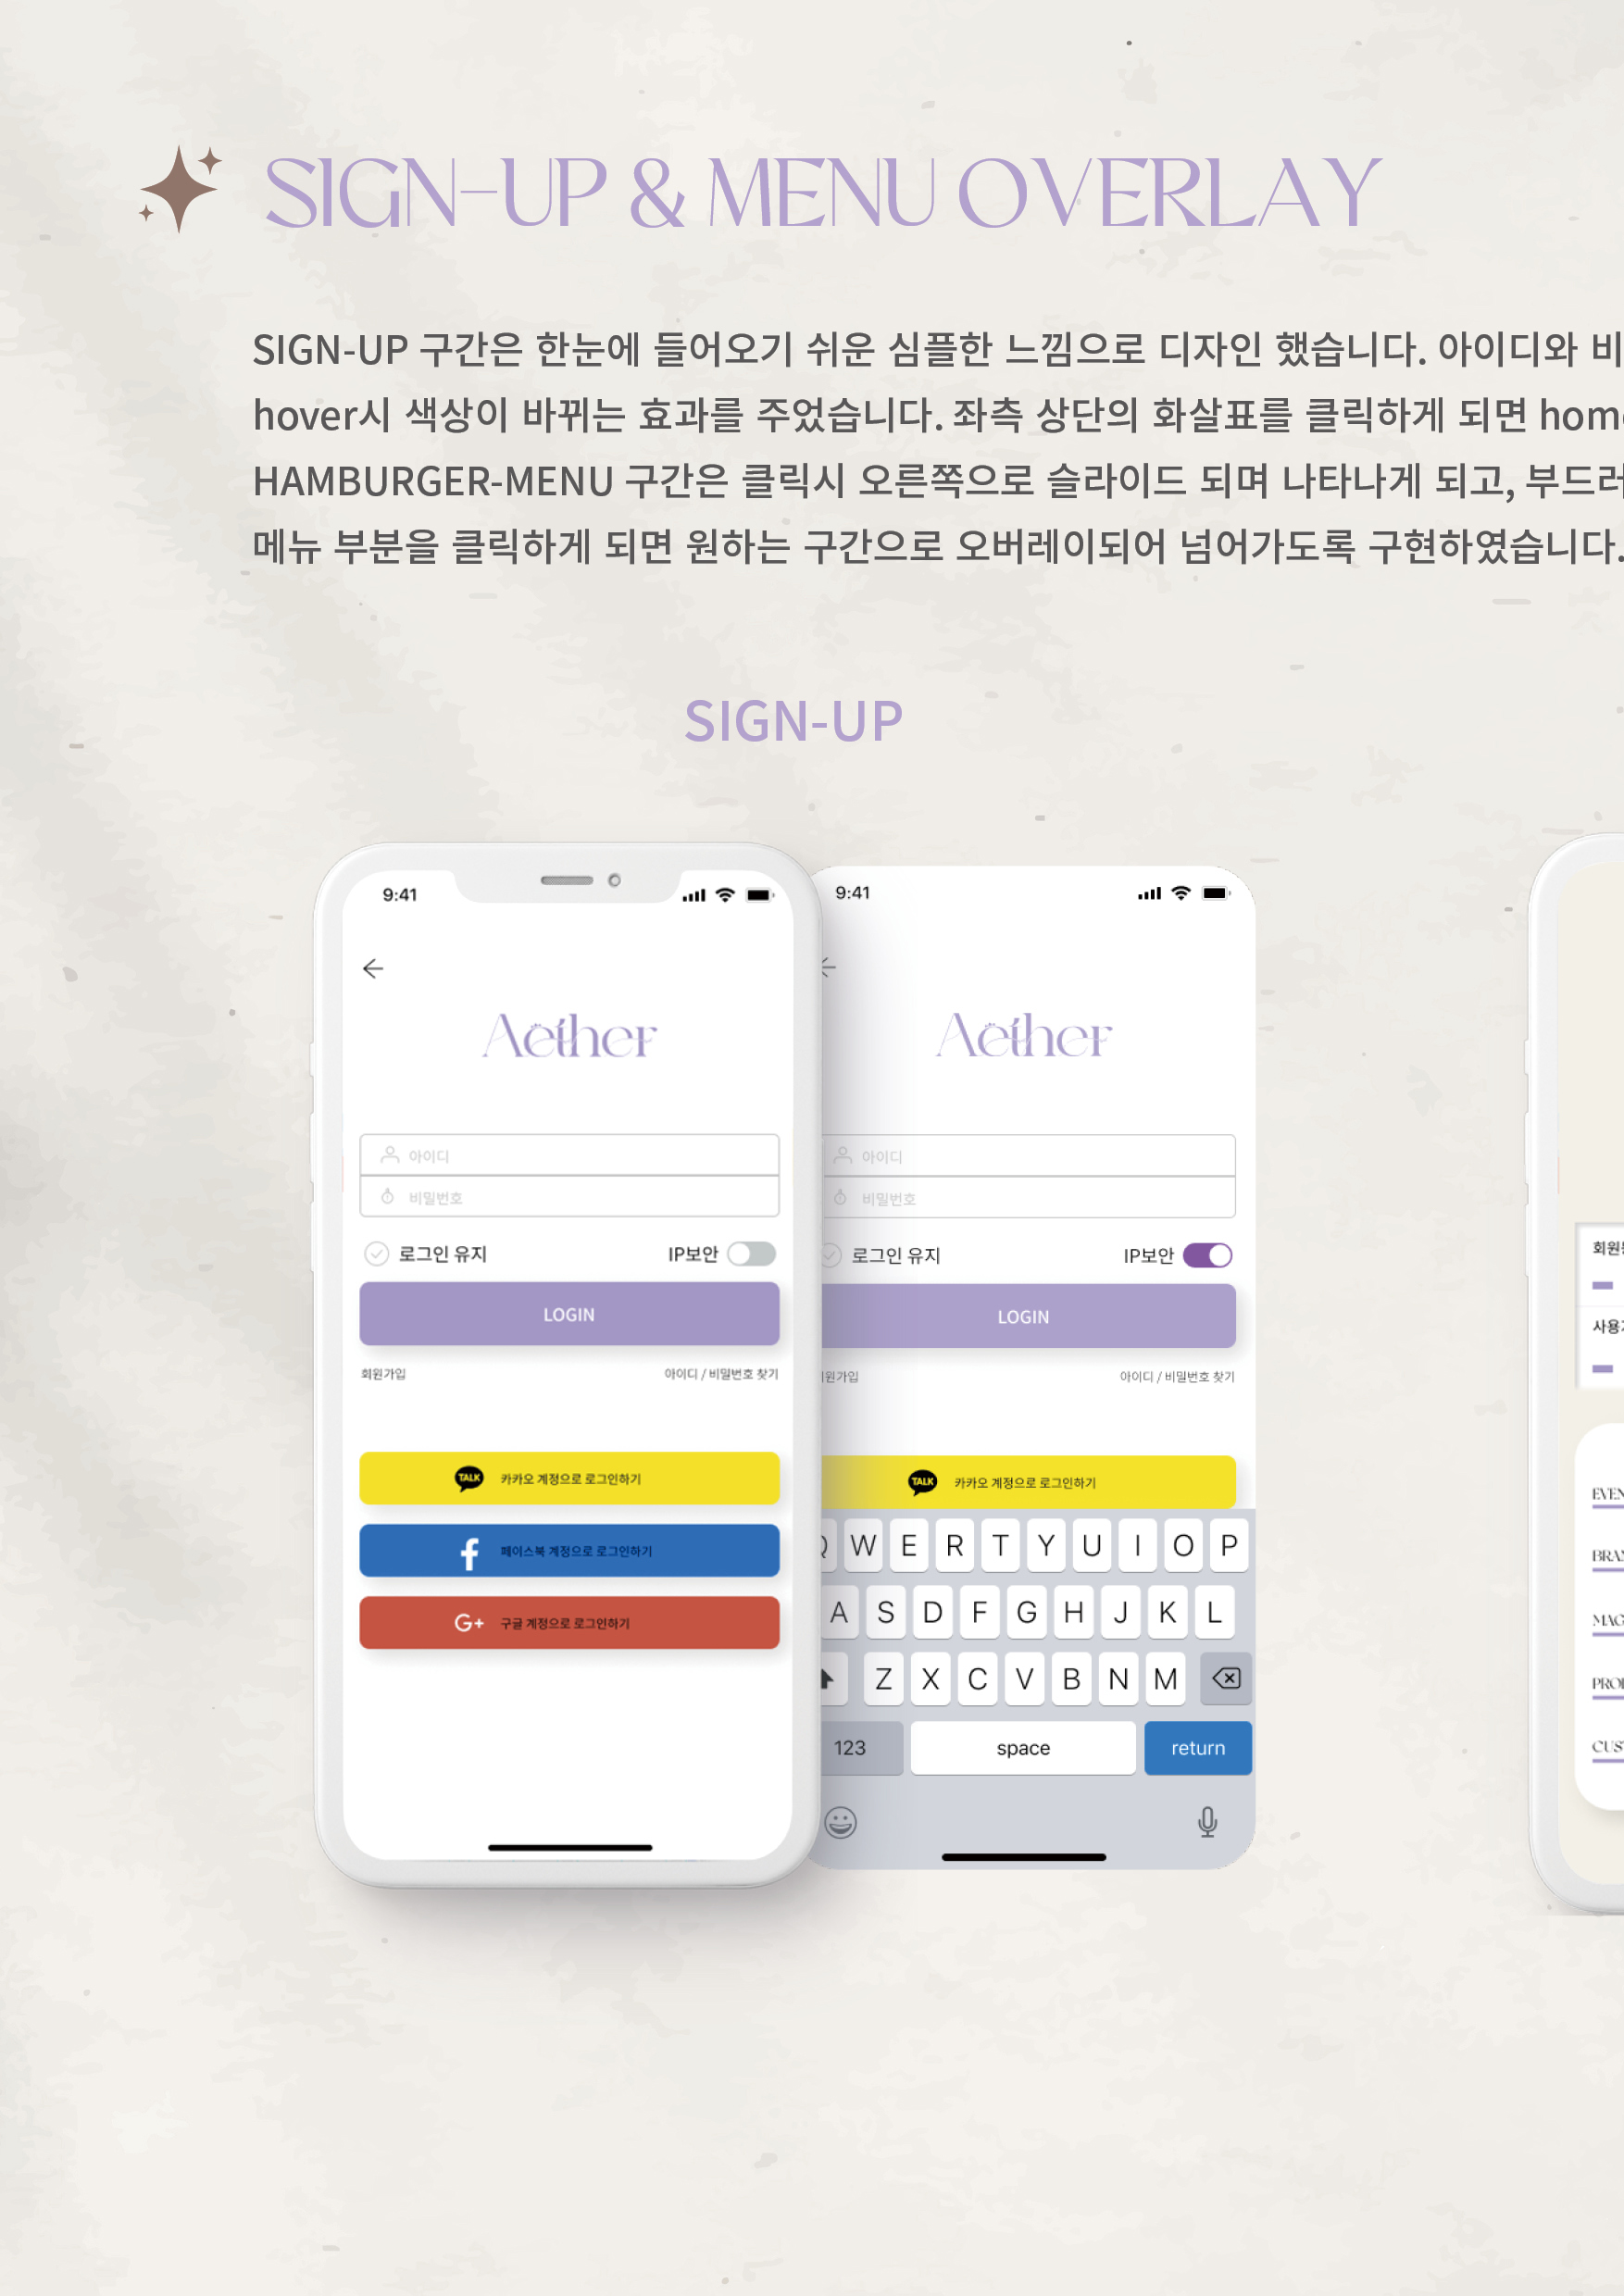 SIGN-UP & MENU OVERLAY
SIGN-UP 구간은 한눈에 들어오기 쉬운 심플한 느낌으로 디자인 했습니다. 아이디와 비
hover시 색상이 바뀌는 효과를 주었습니다. 좌측 상단의 화살표를 클릭하게 되면 hom
HAMBURGER-MENU 구간은 클릭시 오른쪽으로 슬라이드 되며 나타나게 되고, 부드러
메뉴 부분을 클릭하게 되면 원하는 구간으로 오버레이되어 넘어가도록 구현하였습니다.
SIGN-UP
9:41
Aether
아이디
비밀번호
로그인 유지 IP보안
LOGIN
회원가입 아이디 / 비밀번호 찾기
TALK 카카오 계정으로 로그인하기
f 페이스북 계정으로 로그인하기
G+ 구글 계정으로 로그인하기
9:41
Aether
아이디
비밀번호
로그인 유지 IP보안
LOGIN
원가입 아이디 / 비밀번호 찾기
TALK 카카오 계정으로 로그인하기
Q W E R T Y U I O P
A S D F G H J K L
Z X C V B N M
123 space return
회원
사용
EVEN
BRA
MAG
PRO
CUS